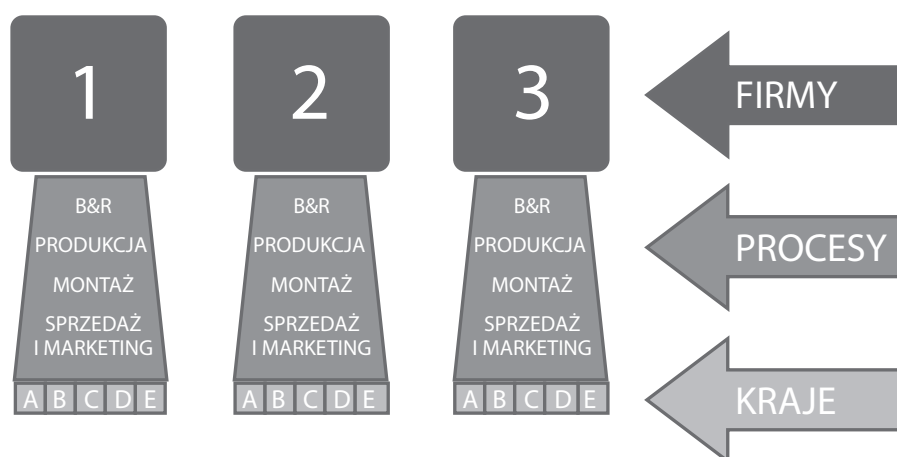 1 2 3
FIRMY
B&R B&R B&R
PRODUKCJA PRODUKCJA PRODUKCJA
PROCESY
MONTAŻ MONTAŻ MONTAŻ
SPRZEDAŻ SPRZEDAŻ SPRZEDAŻ
I MARKETING I MARKETING I MARKETING
A B C D E A B C D E A B C D E
KRAJE